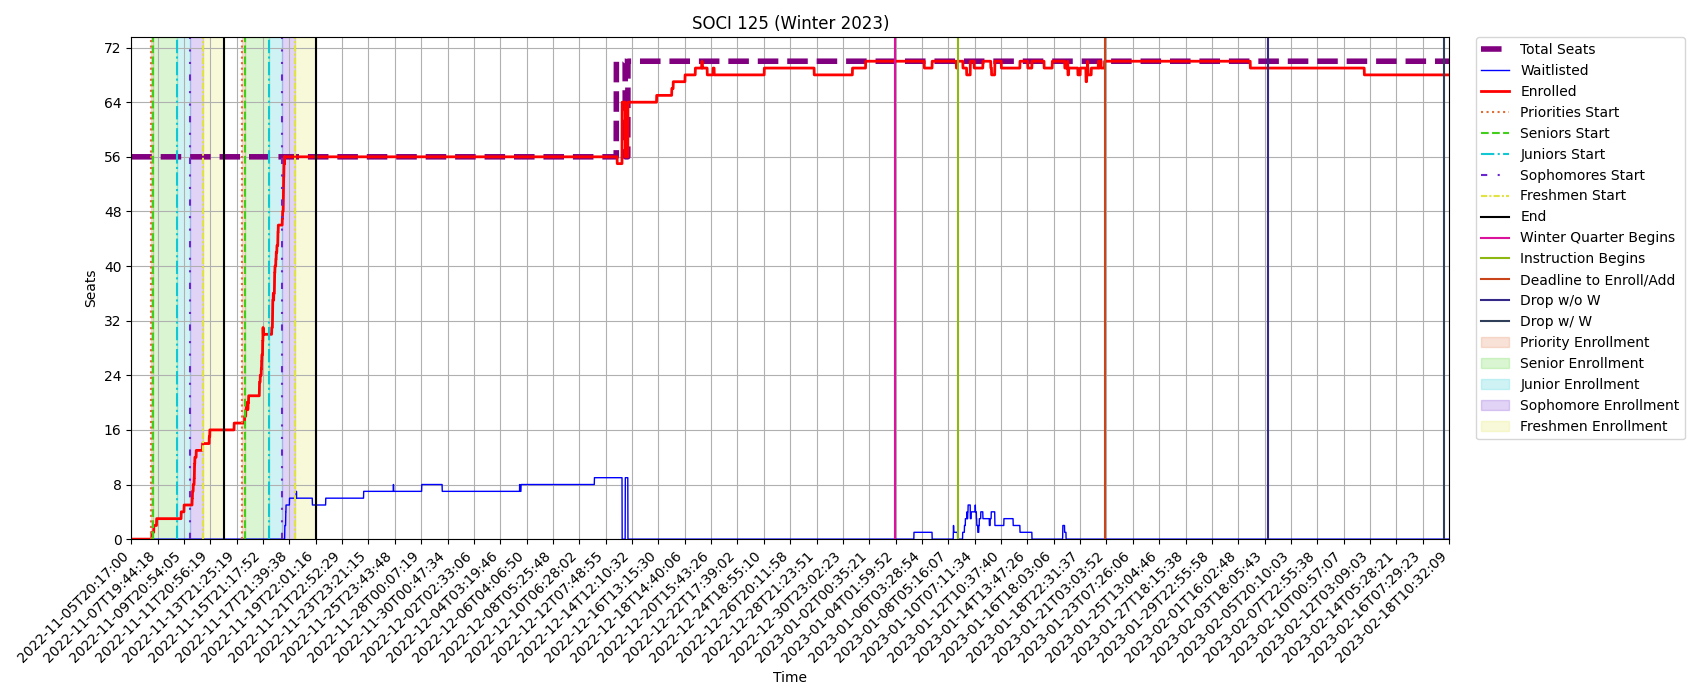 SOCI 125 (Winter 2023)
Seats
72
64
56
48
40
32
24
16
8
0
2022-11-05T20:17:00
2022-11-07T19:44:18
2022-11-09T20:54:05
2022-11-11T20:56:19
2022-11-13T21:25:19
2022-11-15T21:17:52
2022-11-17T21:39:38
2022-11-19T22:01:16
2022-11-21T22:52:29
2022-11-23T23:21:15
2022-11-25T23:43:48
2022-11-28T00:07:19
2022-11-30T00:47:34
2022-12-02T02:33:06
2022-12-04T03:19:46
2022-12-06T04:06:50
2022-12-08T05:25:48
2022-12-10T06:28:02
2022-12-12T07:48:55
2022-12-14T12:10:32
2022-12-16T13:15:30
2022-12-18T14:40:06
2022-12-20T15:43:26
2022-12-22T17:39:02
2022-12-24T18:55:10
2022-12-26T20:11:58
2022-12-28T21:23:51
2022-12-30T23:02:23
2023-01-02T00:35:21
2023-01-04T01:59:52
2023-01-06T03:28:54
2023-01-08T05:16:07
2023-01-10T07:11:34
2023-01-12T11:37:40
2023-01-14T13:47:26
2023-01-16T18:03:06
2023-01-18T22:31:37
2023-01-21T03:03:52
2023-01-23T07:26:06
2023-01-25T13:04:46
2023-01-27T18:15:38
2023-01-29T22:55:58
2023-02-01T16:02:48
2023-02-03T18:05:43
2023-02-05T20:10:03
2023-02-07T22:55:38
2023-02-10T00:57:07
2023-02-12T03:09:03
2023-02-14T05:28:21
2023-02-16T07:29:23
2023-02-18T10:32:09
Time
Total Seats
Waitlisted
Enrolled
Priorities Start
Seniors Start
Juniors Start
Sophomores Start
Freshmen Start
End
Winter Quarter Begins
Instruction Begins
Deadline to Enroll/Add
Drop w/o W
Drop w/ W
Priority Enrollment
Senior Enrollment
Junior Enrollment
Sophomore Enrollment
Freshmen Enrollment